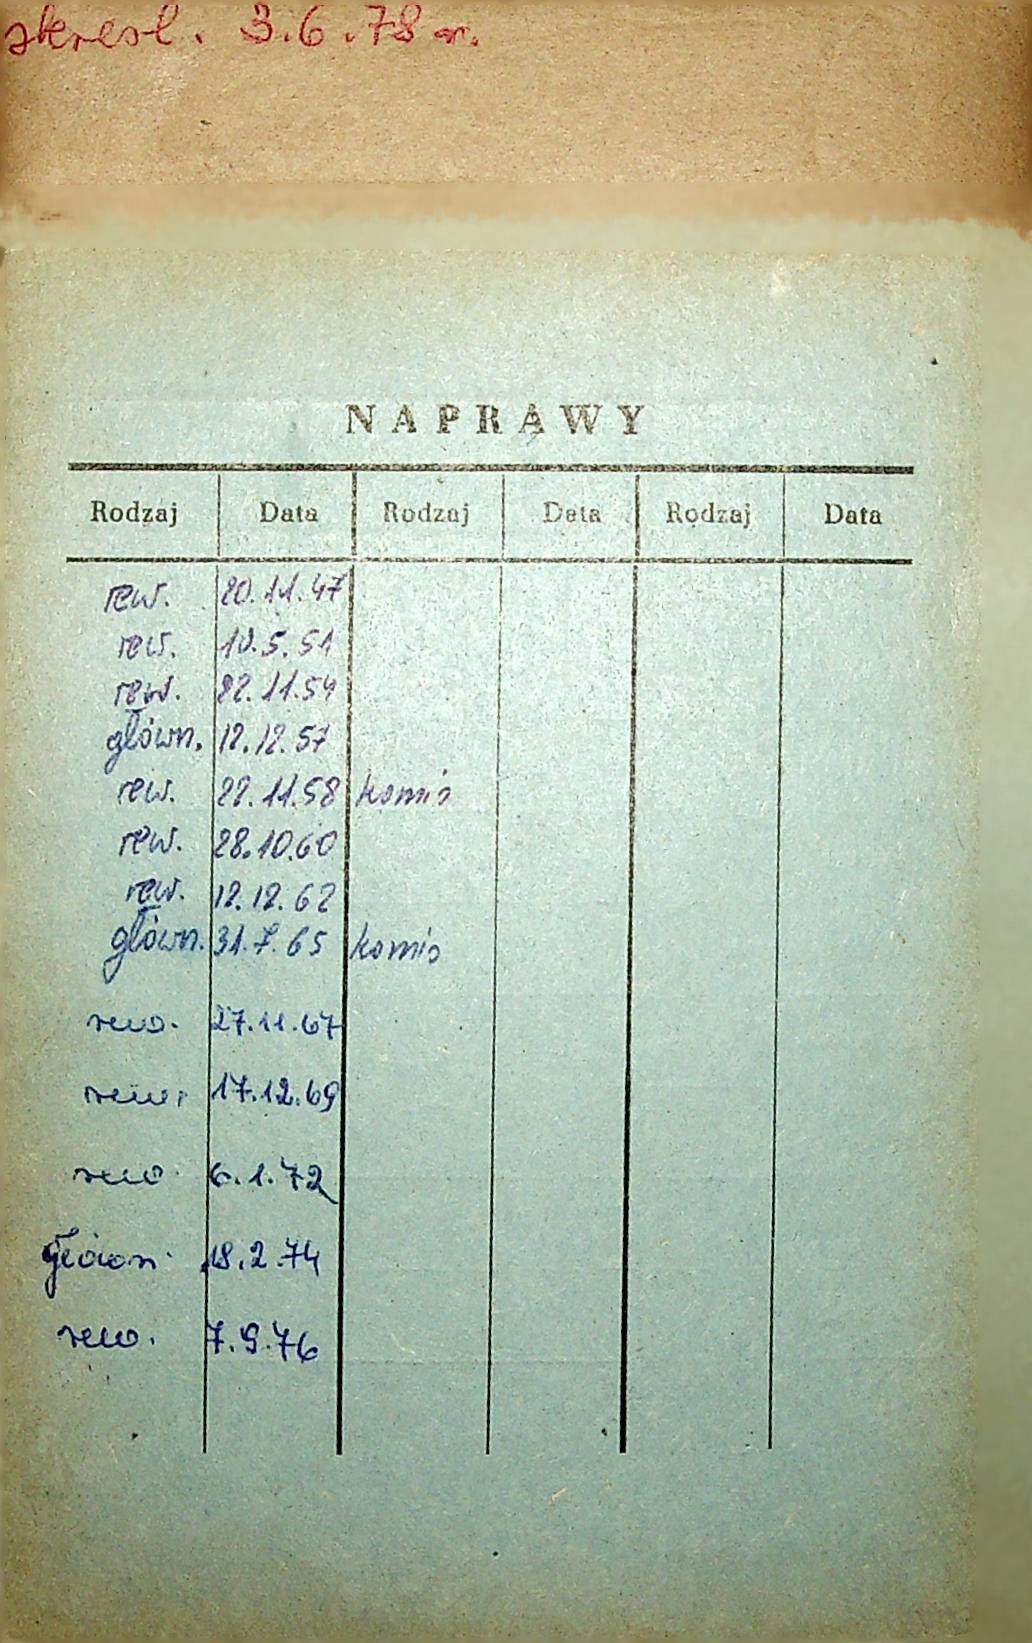 skreśl. 3.6.78 r.
NAPRAWY
Rodzaj Data Rodzaj Data Rodzaj Data
rew. 20.11.47
rew. 10.5.51
rew. 22.11.54
główn. 12.12.57
rew. 22.11.58 komis
rew. 28.10.60
rew. 12.12.62
główn. 31.7.65 komis
rew. 27.11.67
rew. 17.12.69
rew. 6.1.72
główn. 18.2.74
rew. 7.9.76